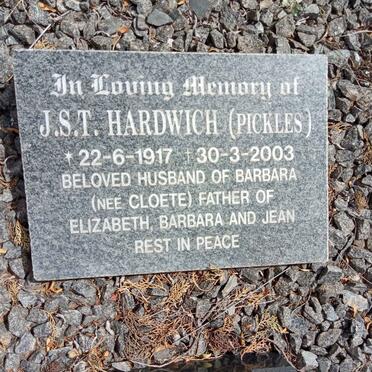 In Loving Memory of
J.S.T. HARDWICH (PICKLES)
* 22-6-1917 † 30-3-2003
BELOVED HUSBAND OF BARBARA
(NEE CLOETE) FATHER OF
ELIZABETH, BARBARA AND JEAN
REST IN PEACE